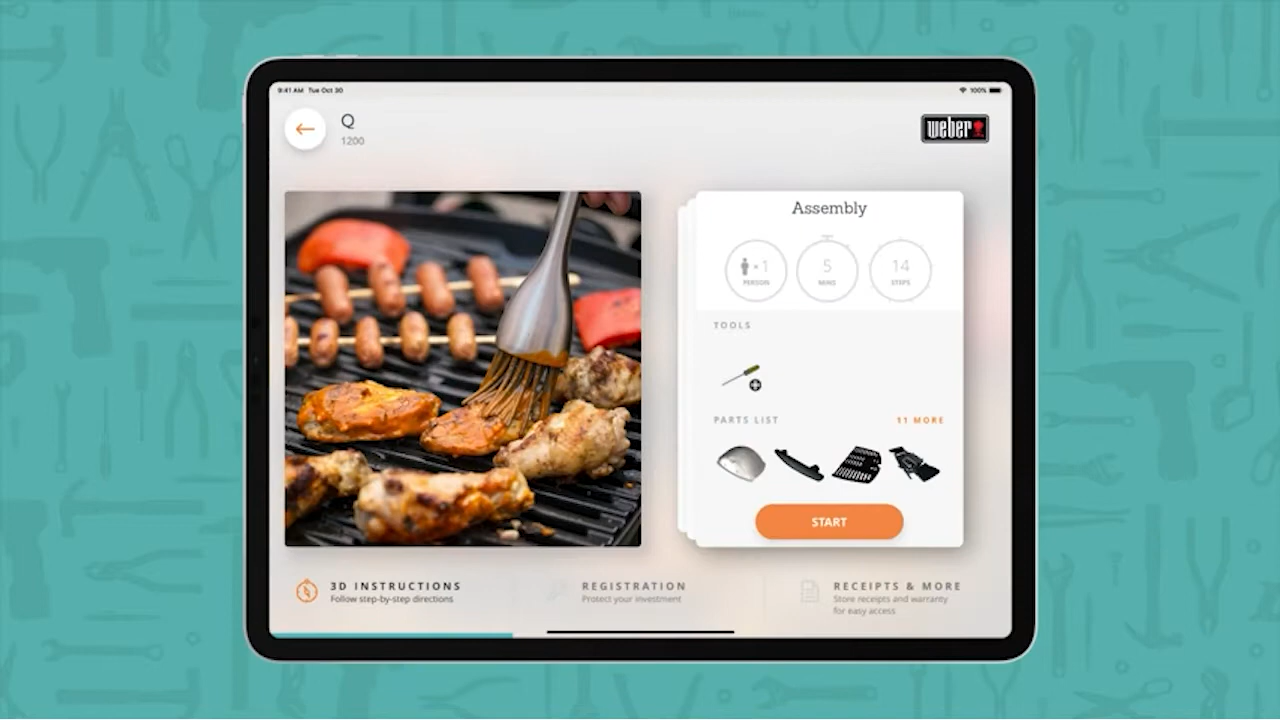 9:41 AM Tue Oct 30
100%
Q
1200
weber
Assembly
1
PERSON
5
MINS
14
STEPS
TOOLS
PARTS LIST
11 MORE
START
3D INSTRUCTIONS
Follow step-by-step directions
REGISTRATION
Protect your investment
RECEIPTS & MORE
Store receipts and warranty
for easy access